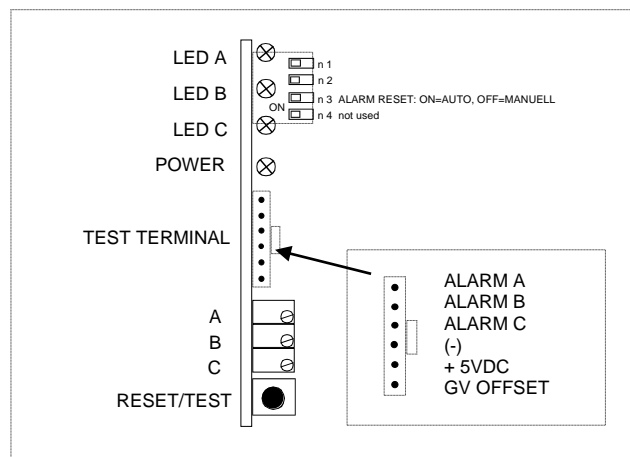 LED A
n 1
n 2
LED B
n 3 ALARM RESET: ON=AUTO, OFF=MANUELL
ON
n 4 not used
LED C
POWER
TEST TERMINAL
A
B
C
RESET/TEST
ALARM A
ALARM B
ALARM C
(-)
+ 5VDC
GV OFFSET